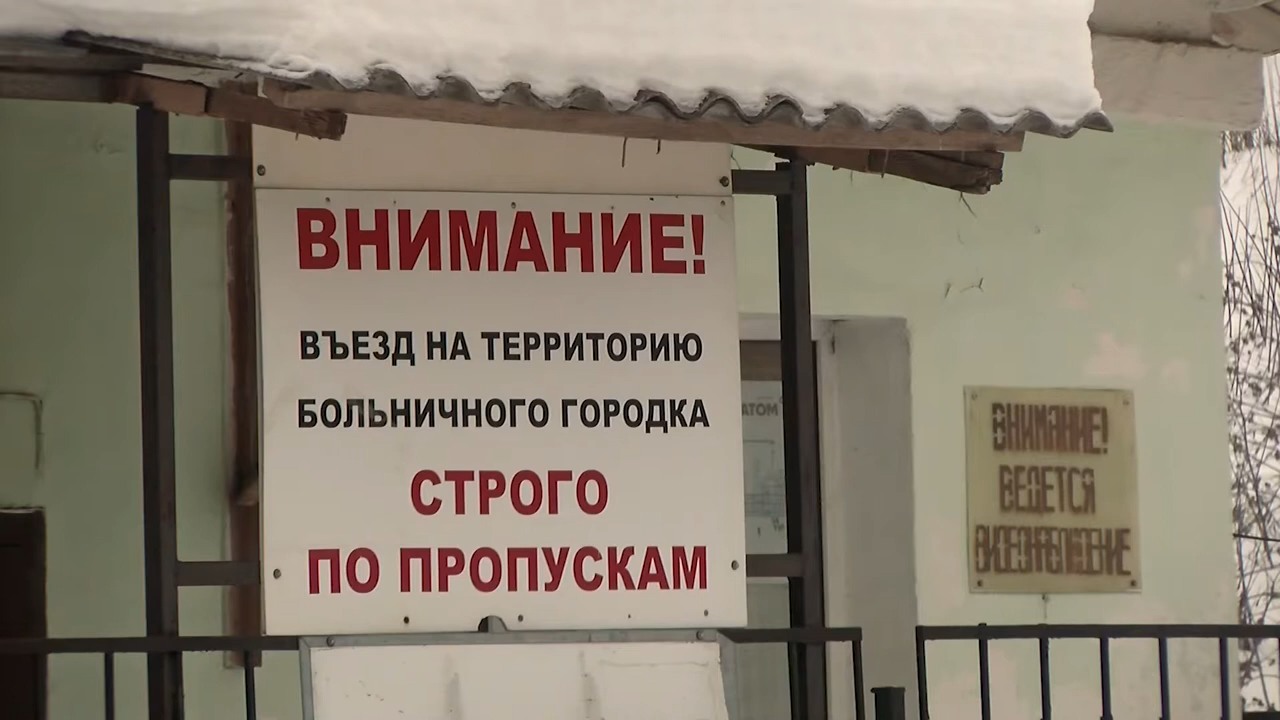 ВНИМАНИЕ!
ВЪЕЗД НА ТЕРРИТОРИЮ
БОЛЬНИЧНОГО ГОРОДКА
СТРОГО
ПО ПРОПУСКАМ
ВНИМАНИЕ!
ВЕДЕТСЯ
ВИДЕОНАБЛЮДЕНИЕ